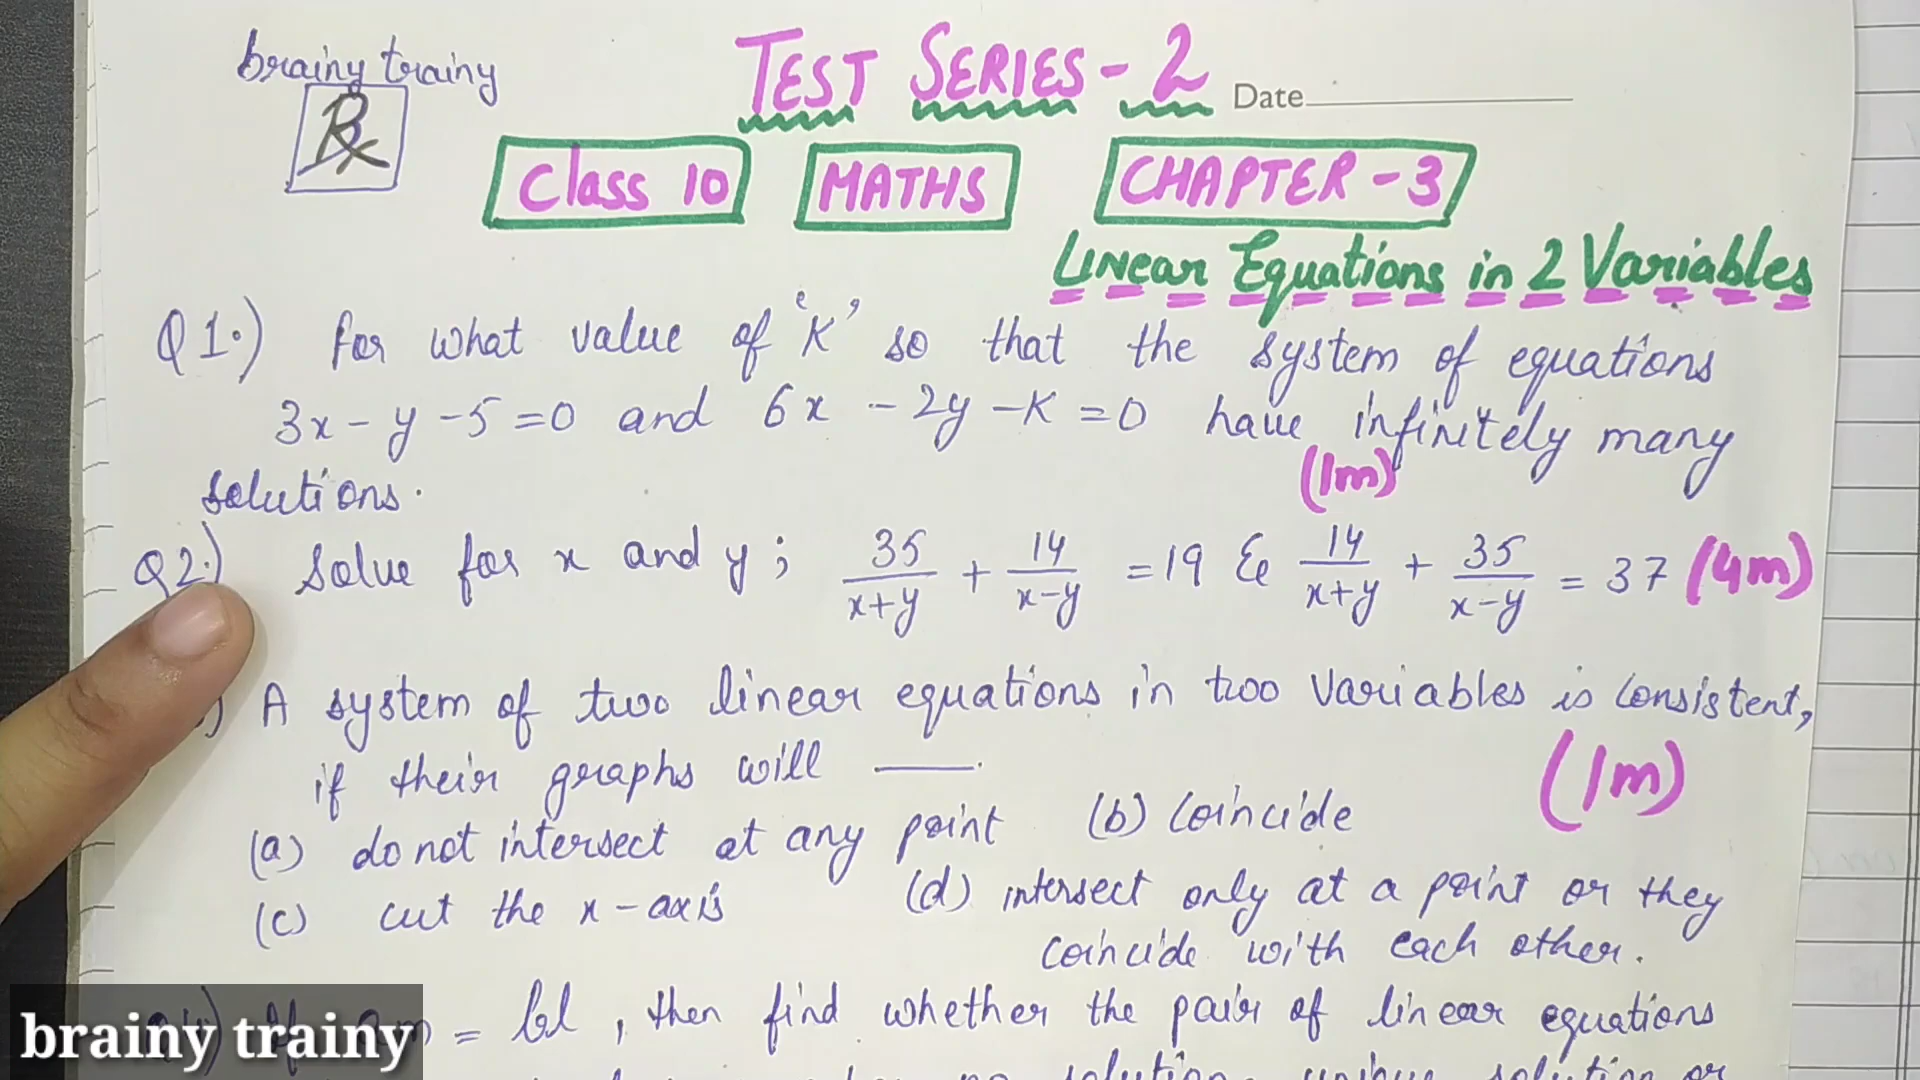 brainy trainy
TEST SERIES - 2
Date
Class 10 MATHS CHAPTER - 3
Linear Equations in 2 Variables
Q1.) For what value of 'K' so that the system of equations
3x - y - 5 = 0 and 6x - 2y - K = 0 have infinitely many
solutions. (1m)
Q2.) Solve for x and y ; 35/(x+y) + 14/(x-y) = 19 & 14/(x+y) + 35/(x-y) = 37 (4m)
) A system of two linear equations in two variables is consistent,
if their graphs will ___. (1m)
(a) do not intersect at any point (b) coincide
(c) cut the x-axis (d) intersect only at a point or they
coincide with each other.
= bl, then find whether the pair of linear equations
solution, unique solution or
brainy trainy